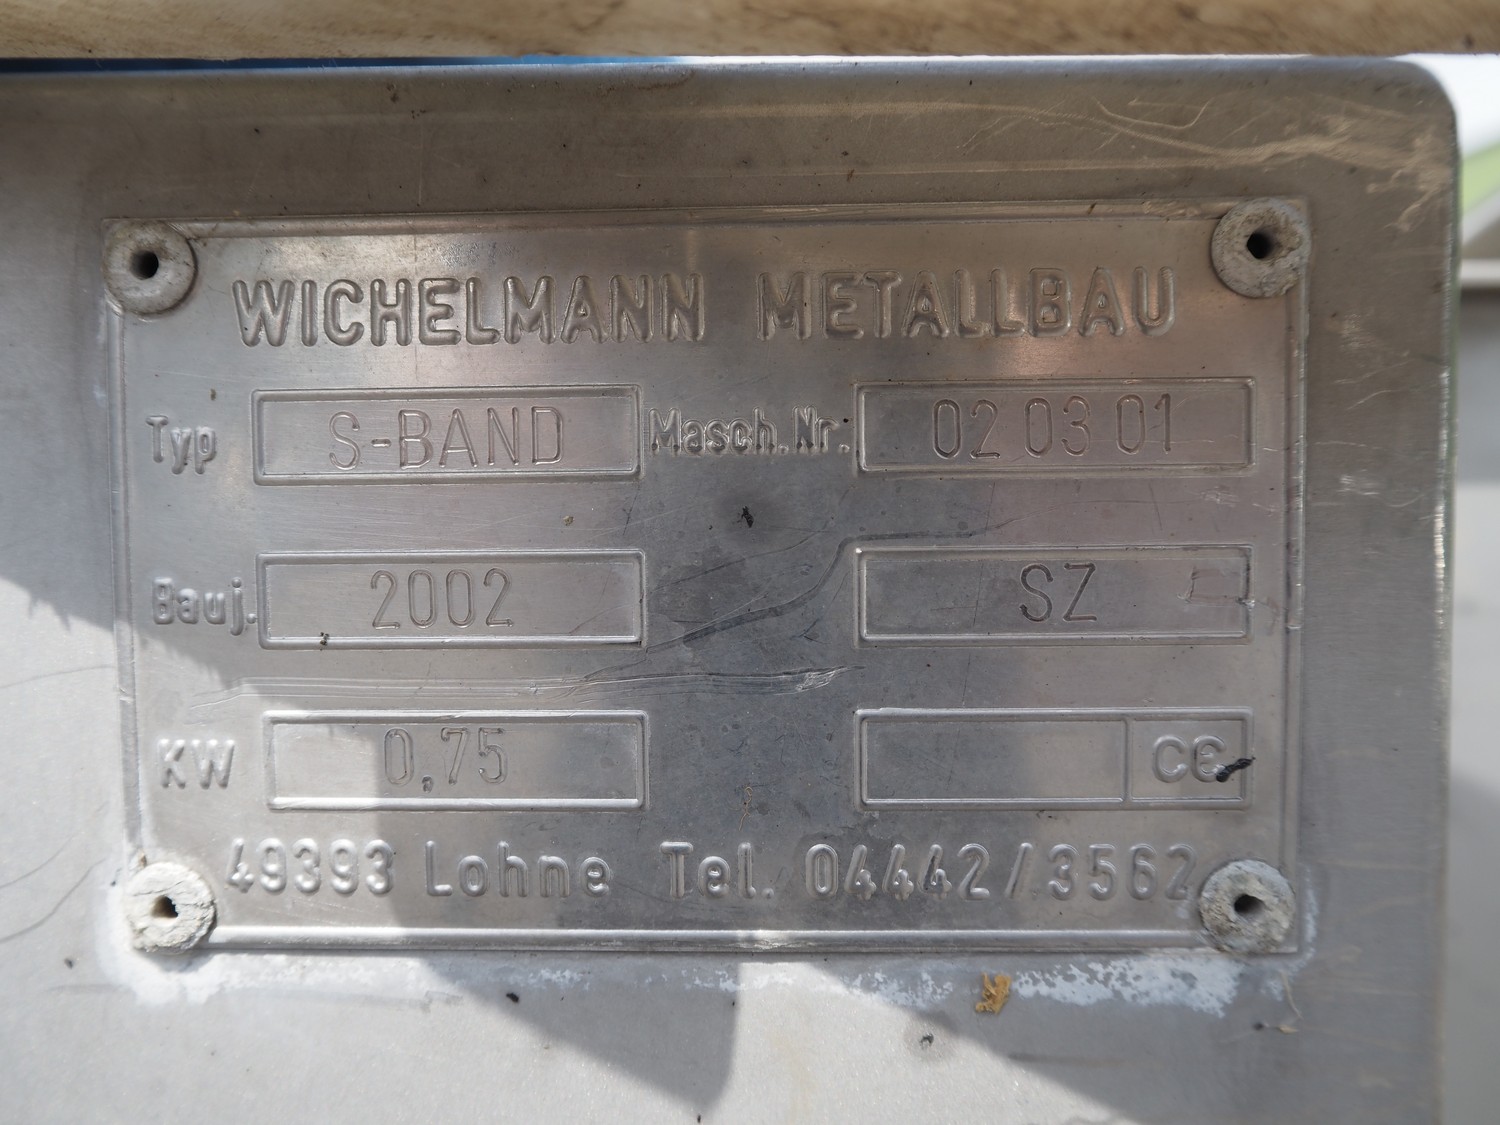 WICHELMANN METALLBAU
Typ S-BAND Masch.Nr. 02 03 01
Bauj. 2002 SZ
KW 0,75 CE
49393 Lohne Tel. 04442/3562